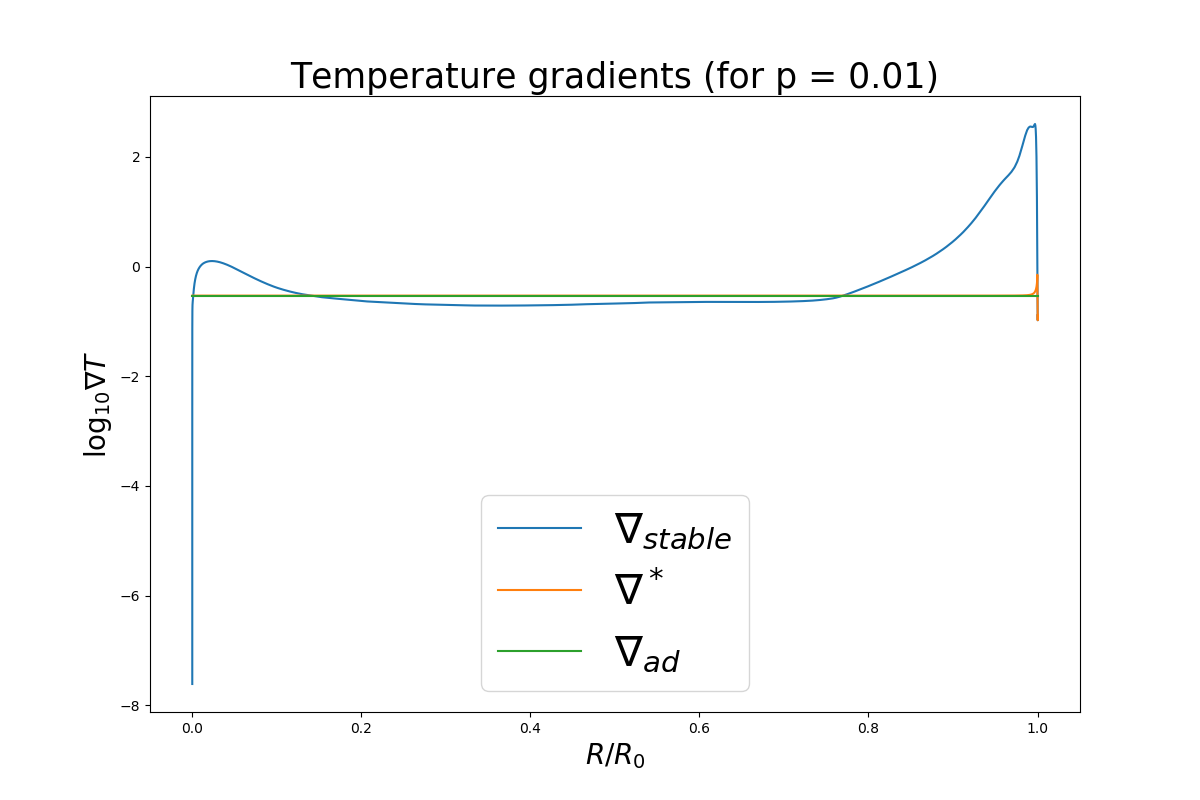 Temperature gradients (for p = 0.01)
log₁₀∇T
2
0
−2
−4
−6
−8
∇stable
∇*
∇ad
0.0 0.2 0.4 0.6 0.8 1.0
R/R₀